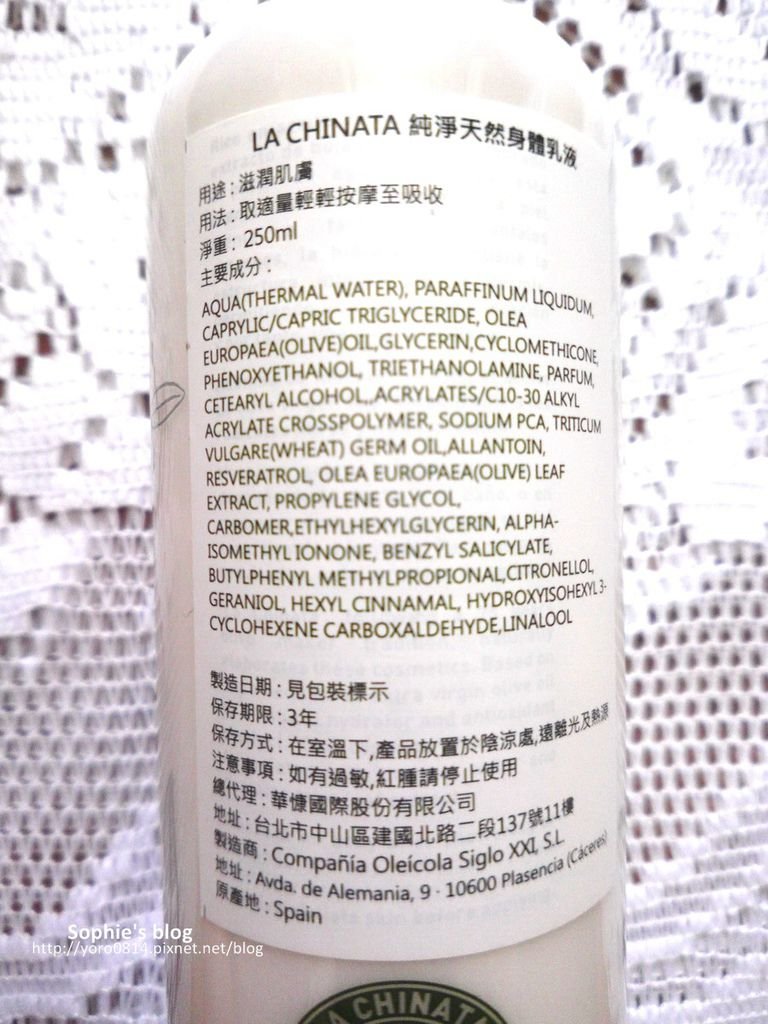 LA CHINATA 純淨天然身體乳液
用途 : 滋潤肌膚
用法 : 取適量輕輕按摩至吸收
淨重 : 250ml
主要成分 :
AQUA(THERMAL WATER), PARAFFINUM LIQUIDUM,
CAPRYLIC/CAPRIC TRIGLYCERIDE, OLEA
EUROPAEA(OLIVE)OIL,GLYCERIN,CYCLOMETHICONE,
PHENOXYETHANOL, TRIETHANOLAMINE, PARFUM,
CETEARYL ALCOHOL,,ACRYLATES/C10-30 ALKYL
ACRYLATE CROSSPOLYMER, SODIUM PCA, TRITICUM
VULGARE(WHEAT) GERM OIL,ALLANTOIN,
RESVERATROL, OLEA EUROPAEA(OLIVE) LEAF
EXTRACT, PROPYLENE GLYCOL,
CARBOMER,ETHYLHEXYLGLYCERIN, ALPHA-
ISOMETHYL IONONE, BENZYL SALICYLATE,
BUTYLPHENYL METHYLPROPIONAL,CITRONELLOL,
GERANIOL, HEXYL CINNAMAL, HYDROXYISOHEXYL 3-
CYCLOHEXENE CARBOXALDEHYDE,LINALOOL
製造日期 : 見包裝標示
保存期限 : 3年
保存方式 : 在室溫下,產品放置於陰涼處,遠離光及熱源
注意事項 : 如有過敏,紅腫請停止使用
總代理 : 華慷國際股份有限公司
地址 : 台北市中山區建國北路二段137號11樓
製造商 : Compañía Oleícola Siglo XXI, S.L
地址 : Avda. de Alemania, 9 · 10600 Plasencia (Cáceres)
原產地 : Spain
Sophie's blog
http://yoro0814.pixnet.net/blog
LA CHINATA